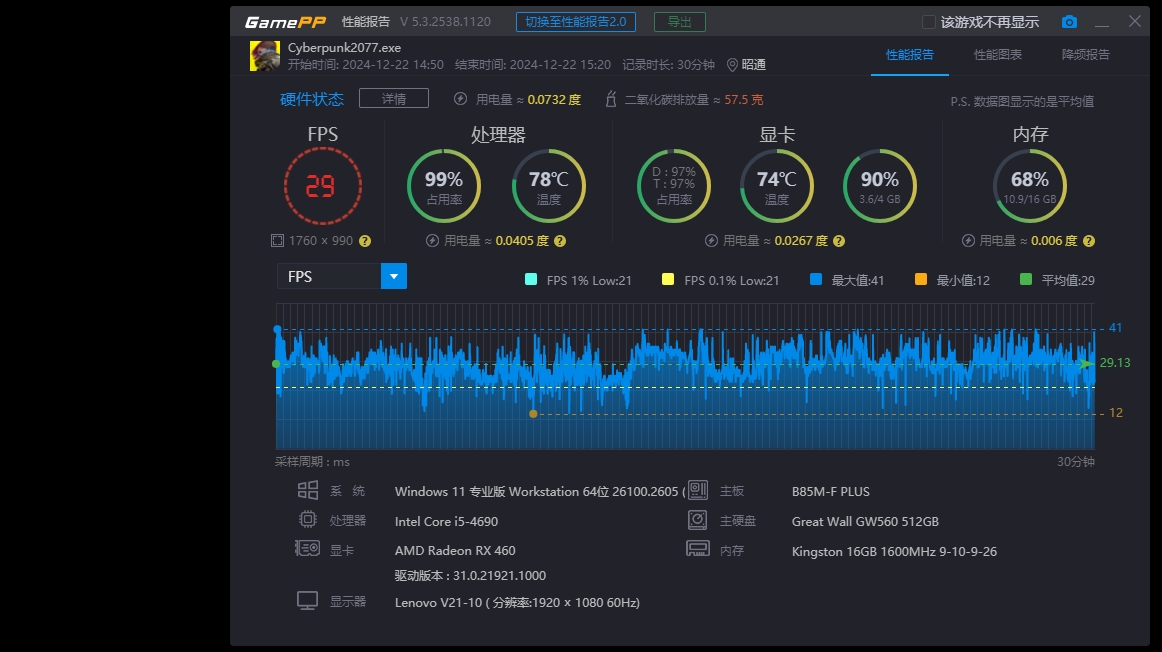 GamePP 性能报告 V 5.3.2538.1120 切换至性能报告2.0 导出 该游戏不再显示
Cyberpunk2077.exe
开始时间: 2024-12-22 14:50 结束时间: 2024-12-22 15:20 记录时长: 30分钟 昭通
性能报告 性能图表 降频报告
硬件状态 详情 用电量 ≈ 0.0732 度 二氧化碳排放量 ≈ 57.5 克 P.S. 数据图显示的是平均值
FPS 处理器 显卡 内存
29
99%
占用率
78℃
温度
D : 97%
T : 97%
占用率
74℃
温度
90%
3.6/4 GB
68%
10.9/16 GB
1760 × 990 ? 用电量 ≈ 0.0405 度 ? 用电量 ≈ 0.0267 度 ? 用电量 ≈ 0.006 度 ?
FPS FPS 1% Low:21 FPS 0.1% Low:21 最大值:41 最小值:12 平均值:29
41
29.13
12
采样周期 : ms 30分钟
系 统 Windows 11 专业版 Workstation 64位 26100.2605 ( 主板 B85M-F PLUS
处理器 Intel Core i5-4690 主硬盘 Great Wall GW560 512GB
显卡 AMD Radeon RX 460 内存 Kingston 16GB 1600MHz 9-10-9-26
驱动版本 : 31.0.21921.1000
显示器 Lenovo V21-10 ( 分辨率:1920 × 1080 60Hz)